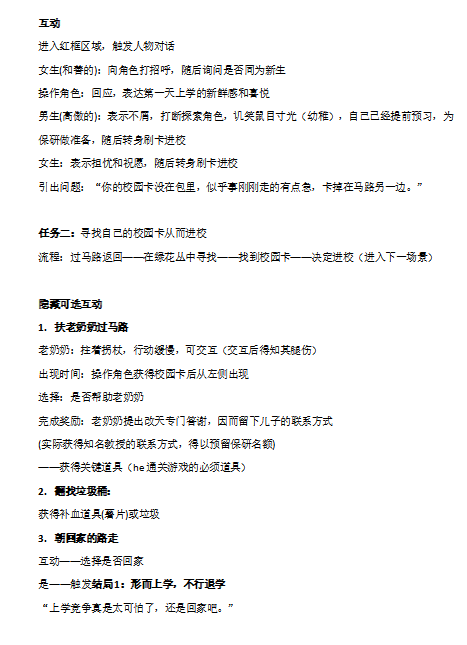 互动
进入红框区域，触发人物对话
女生(和善的)：向角色打招呼，随后询问是否同为新生
操作角色：回应，表达第一天上学的新鲜感和喜悦
男生(高傲的)：表示不屑，打断探索角色，讥笑鼠目寸光（幼稚），自己已经提前预习，为
保研做准备，随后转身刷卡进校
女生：表示担忧和祝愿，随后转身刷卡进校
引出问题：“你的校园卡没在包里，似乎事刚刚走的有点急，卡掉在马路另一边。”
任务二：寻找自己的校园卡从而进校
流程：过马路返回——在绿花丛中寻找——找到校园卡——决定进校（进入下一场景）
隐藏可选互动
1. 扶老奶奶过马路
老奶奶：拄着拐杖，行动缓慢，可交互（交互后得知其腿伤）
出现时间：操作角色获得校园卡后从左侧出现
选择：是否帮助老奶奶
完成奖励：老奶奶提出改天专门答谢，因而留下儿子的联系方式
(实际获得知名教授的联系方式，得以预留保研名额)
——获得关键道具（he 通关游戏的必须道具）
2. 翻找垃圾桶：
获得补血道具(薯片)或垃圾
3. 朝回家的路走
互动——选择是否回家
是——触发结局 1：形而上学，不行退学
“上学竞争真是太可怕了，还是回家吧。”